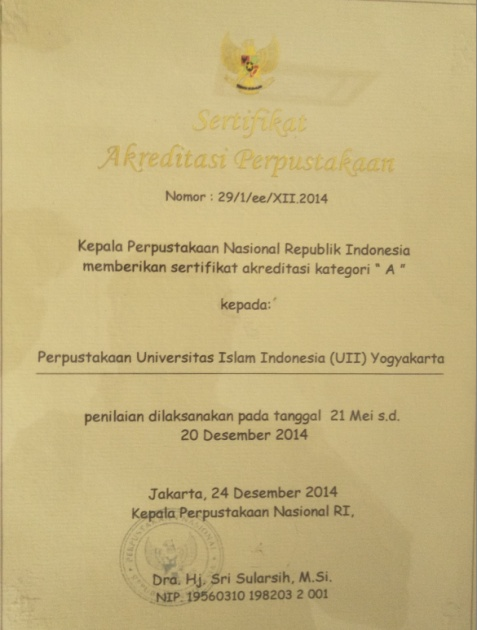 Sertifikat
Akreditasi Perpustakaan
Nomor : 29/1/ee/XII.2014
Kepala Perpustakaan Nasional Republik Indonesia
memberikan sertifikat akreditasi kategori " A "
kepada:
Perpustakaan Universitas Islam Indonesia (UII) Yogyakarta
penilaian dilaksanakan pada tanggal 21 Mei s.d.
20 Desember 2014
Jakarta, 24 Desember 2014
Kepala Perpustakaan Nasional RI,
Dra. Hj. Sri Sularsih, M.Si.
NIP. 19560310 198203 2 001